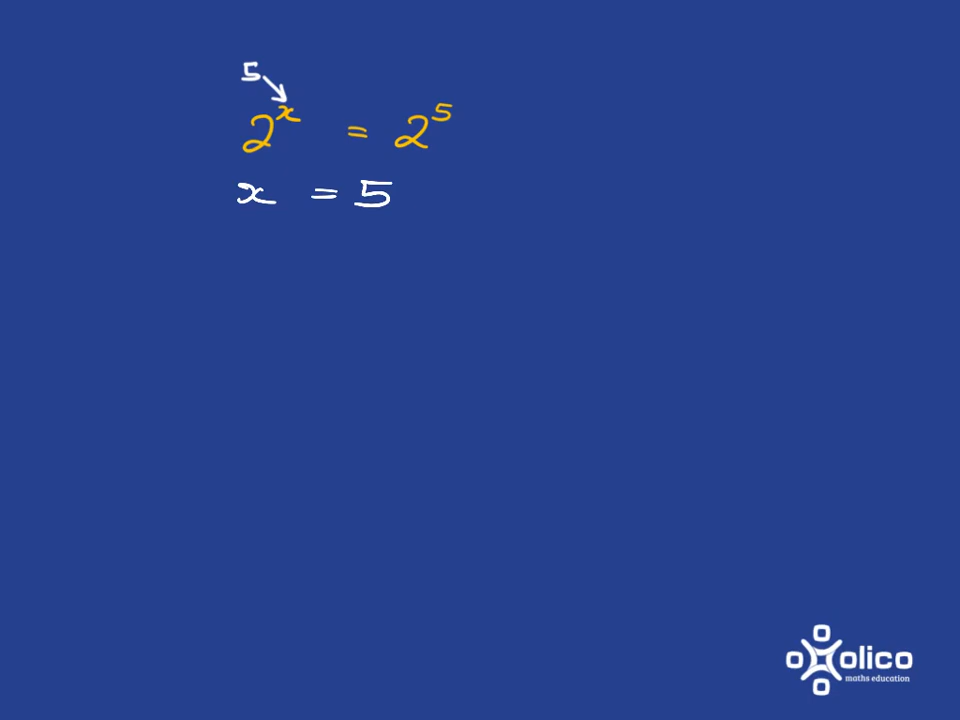 5
2^x = 2^5
x = 5
olico
maths education